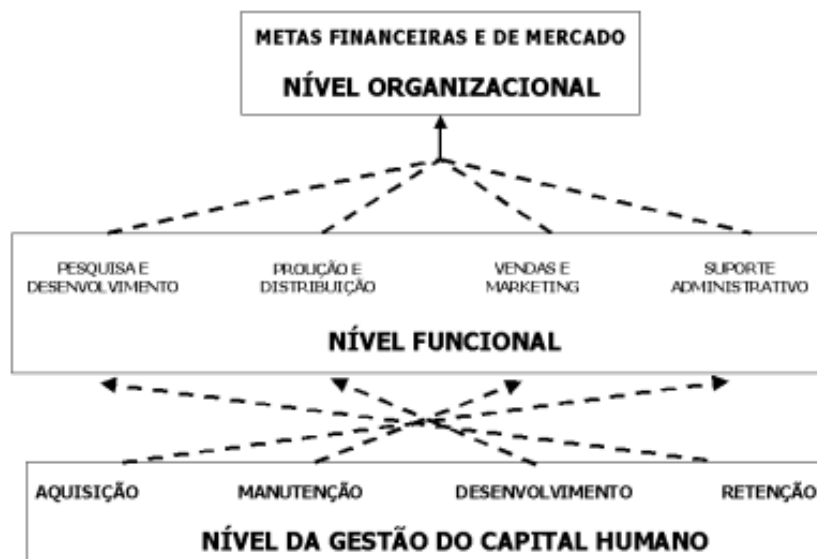 METAS FINANCEIRAS E DE MERCADO
NÍVEL ORGANIZACIONAL
PESQUISA E
DESENVOLVIMENTO
PROUÇÃO E
DISTRIBUIÇÃO
VENDAS E
MARKETING
SUPORTE
ADMINISTRATIVO
NÍVEL FUNCIONAL
AQUISIÇÃO
MANUTENÇÃO
DESENVOLVIMENTO
RETENÇÃO
NÍVEL DA GESTÃO DO CAPITAL HUMANO